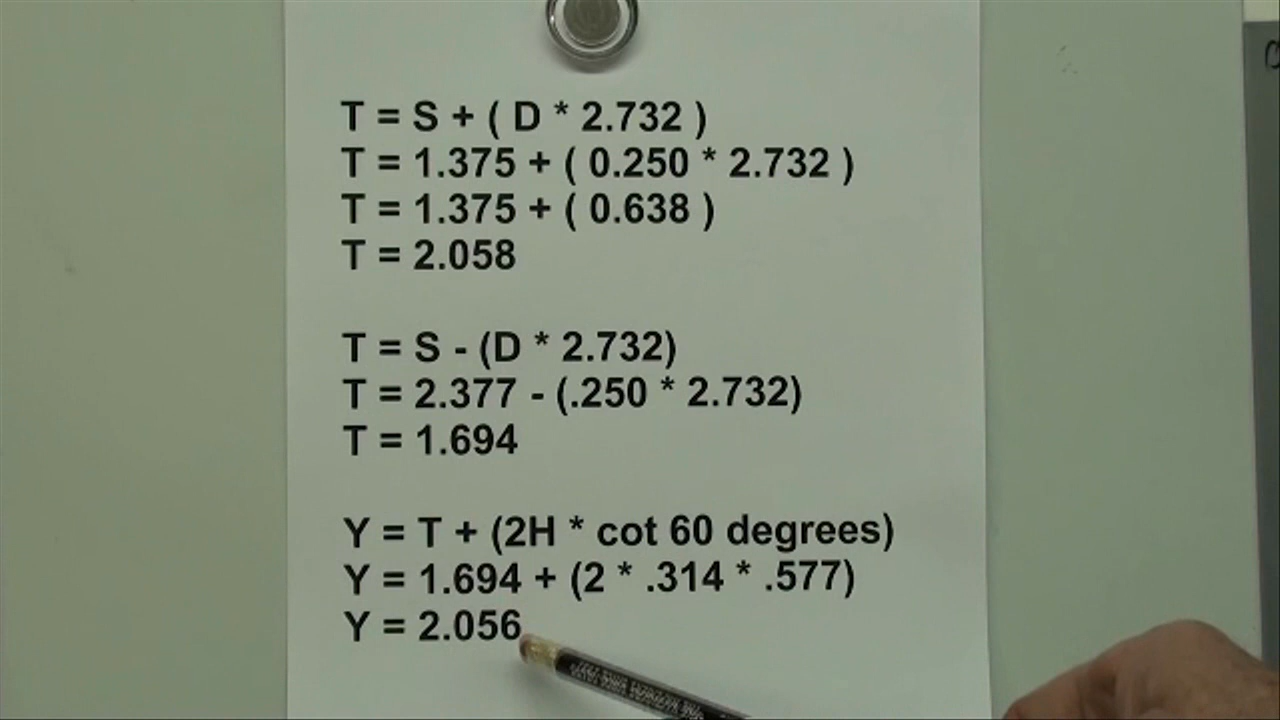 T = S + ( D * 2.732 )
T = 1.375 + ( 0.250 * 2.732 )
T = 1.375 + ( 0.638 )
T = 2.058
T = S - (D * 2.732)
T = 2.377 - (.250 * 2.732)
T = 1.694
Y = T + (2H * cot 60 degrees)
Y = 1.694 + (2 * .314 * .577)
Y = 2.056